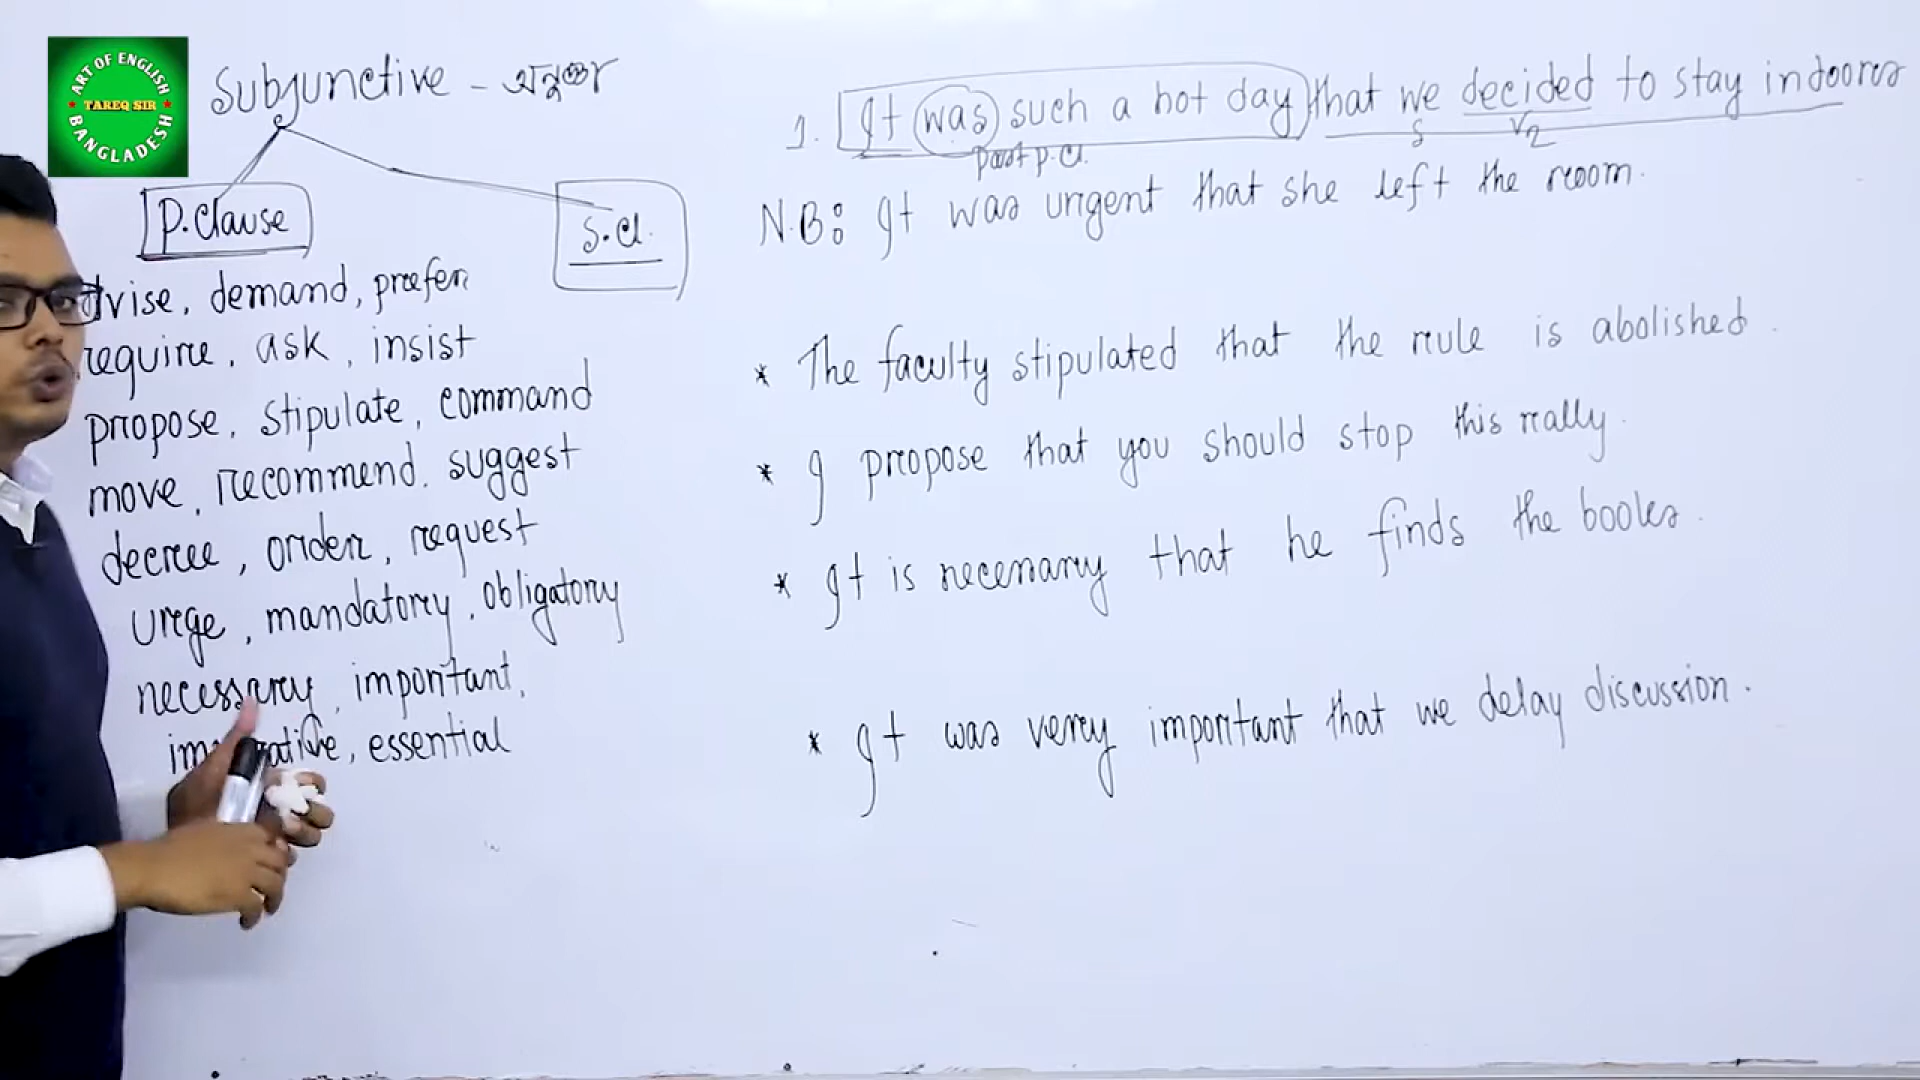 ART OF ENGLISH
TAREQ SIR
BANGLADESH
Subjunctive -
P.Clause
S.Cl.
dvise, demand, prefer
require, ask, insist
propose, stipulate, command
move, recommend, suggest
decree, order, request
urge, mandatory, obligatory
necessary, important,
essential
1. It was such a hot day that we decided to stay indoors
past p.cl. S V2
N.B: It was urgent that she left the room.
* The faculty stipulated that the rule is abolished.
* I propose that you should stop this rally.
* It is necessary that he finds the books.
* It was very important that we delay discussion.